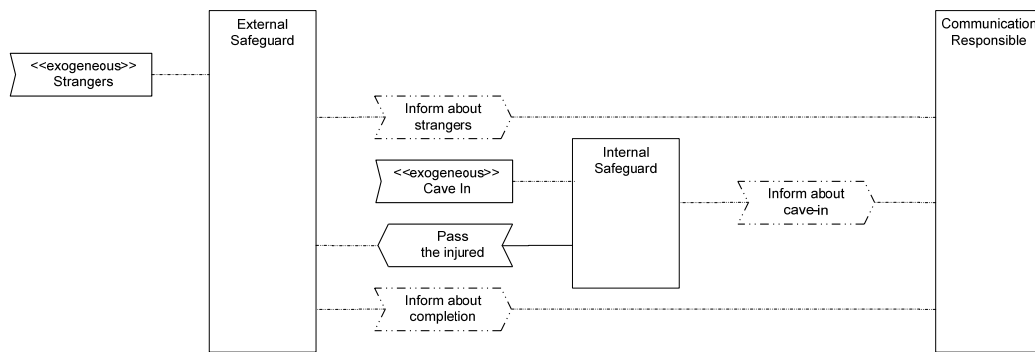 External
Safeguard
Communication
Responsible
<<exogeneous>>
Strangers
Inform about
strangers
Internal
Safeguard
<<exogeneous>>
Cave In
Inform about
cave-in
Pass
the injured
Inform about
completion